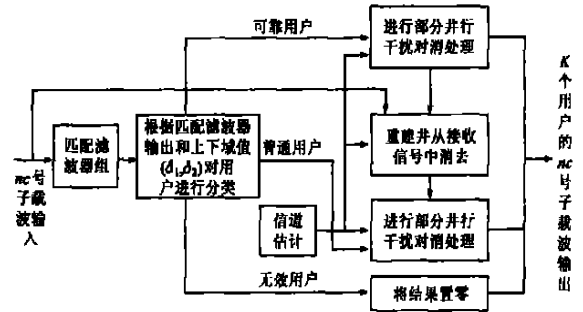 可靠用户
进行部分并行
干扰对消处理
匹配滤
波器组
根据匹配滤波器
输出和上下域值
(d₁,d₂)对用
户进行分类
普通用户
重建并从接收
信号中消去
nc号
子载
波输
入
信道
估计
进行部分并行
干扰对消处理
无效用户
将结果置零
K
个
用
户
的
nc
号
子
载
波
输
出